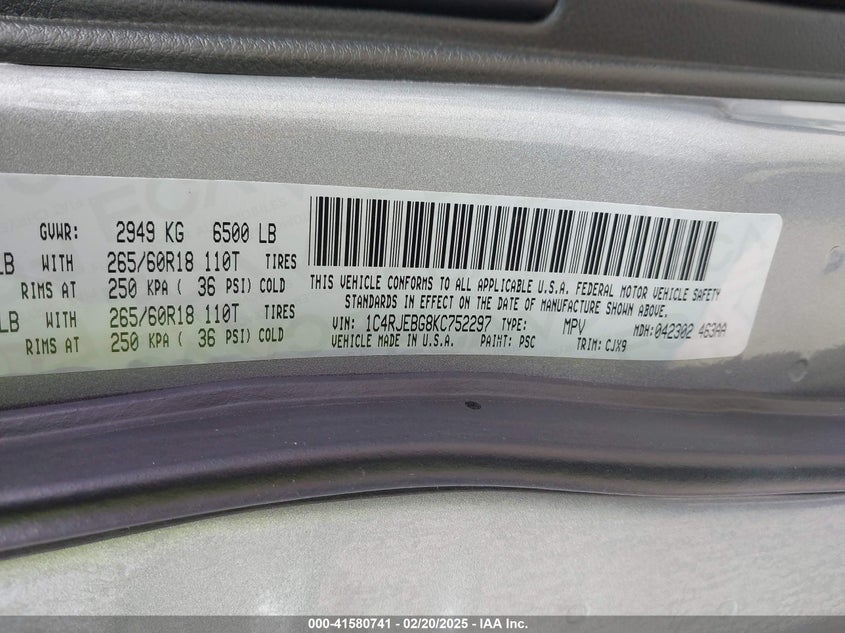 GVWR: 2949 KG 6500 LB
LB WITH 265/60R18 110T TIRES
RIMS AT 250 KPA ( 36 PSI) COLD
LB WITH 265/60R18 110T TIRES
RIMS AT 250 KPA ( 36 PSI) COLD
THIS VEHICLE CONFORMS TO ALL APPLICABLE U.S.A. FEDERAL MOTOR VEHICLE SAFETY
STANDARDS IN EFFECT ON THE DATE OF MANUFACTURE SHOWN ABOVE.
VIN: 1C4RJEBG8KC752297 TYPE: MPV MDH: 042302 463AA
VEHICLE MADE IN U.S.A. PAINT: PSC TRIM: CJX9
000-41580741 / 02/20/2025 - IAA Inc.